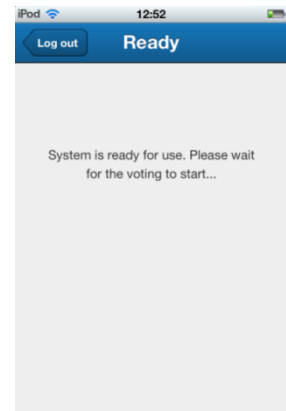 iPod 12:52
Log out Ready
System is ready for use. Please wait
for the voting to start...